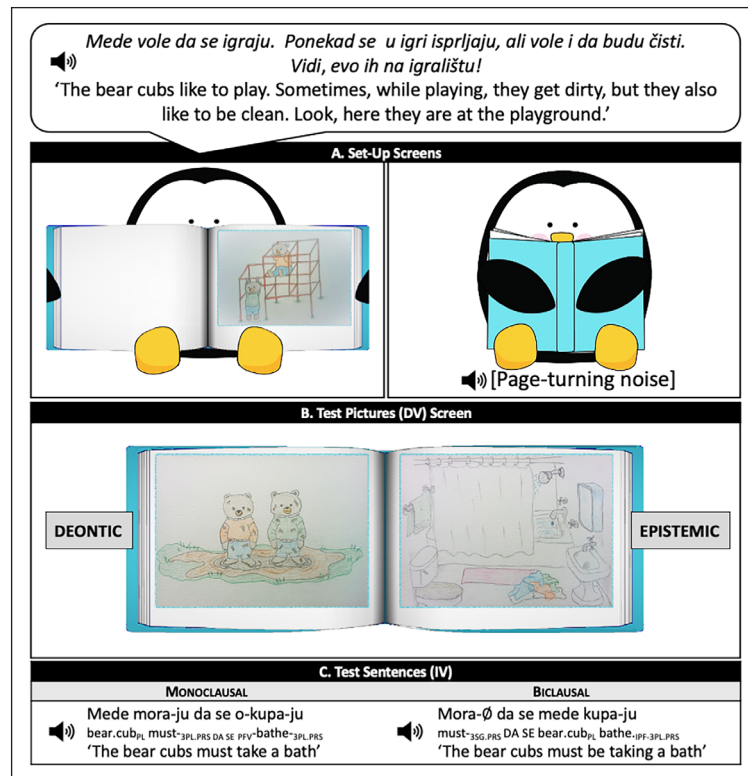 Mede vole da se igraju. Ponekad se u igri isprljaju, ali vole i da budu čisti.
Vidi, evo ih na igralištu!
‘The bear cubs like to play. Sometimes, while playing, they get dirty, but they also
like to be clean. Look, here they are at the playground.’
A. Set-Up Screens
[Page-turning noise]
B. Test Pictures (DV) Screen
DEONTIC
EPISTEMIC
C. Test Sentences (IV)
MONOCLAUSAL
Mede mora-ju da se o-kupa-ju
bear.cubPL must-3PL.PRS DA SE PFV-bathe-3PL.PRS
‘The bear cubs must take a bath’
BICLAUSAL
Mora-Ø da se mede kupa-ju
must-3SG.PRS DA SE bear.cubPL bathe.IPF-3PL.PRS
‘The bear cubs must be taking a bath’